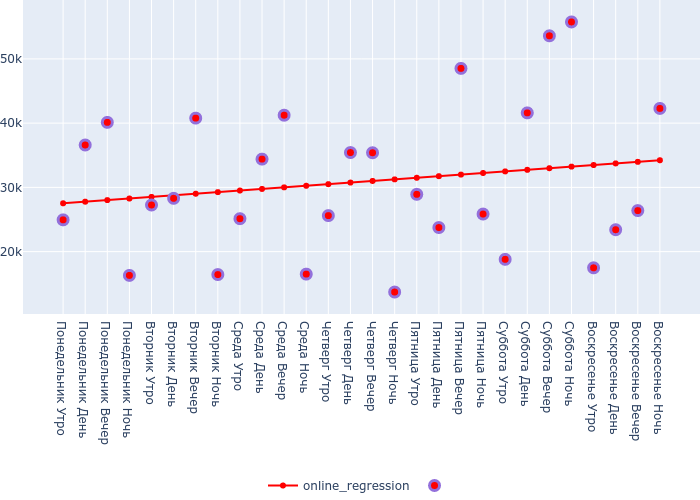 50k
40k
30k
20k
Понедельник Утро
Понедельник День
Понедельник Вечер
Понедельник Ночь
Вторник Утро
Вторник День
Вторник Вечер
Вторник Ночь
Среда Утро
Среда День
Среда Вечер
Среда Ночь
Четверг Утро
Четверг День
Четверг Вечер
Четверг Ночь
Пятница Утро
Пятница День
Пятница Вечер
Пятница Ночь
Суббота Утро
Суббота День
Суббота Вечер
Суббота Ночь
Воскресенье Утро
Воскресенье День
Воскресенье Вечер
Воскресенье Ночь
online_regression